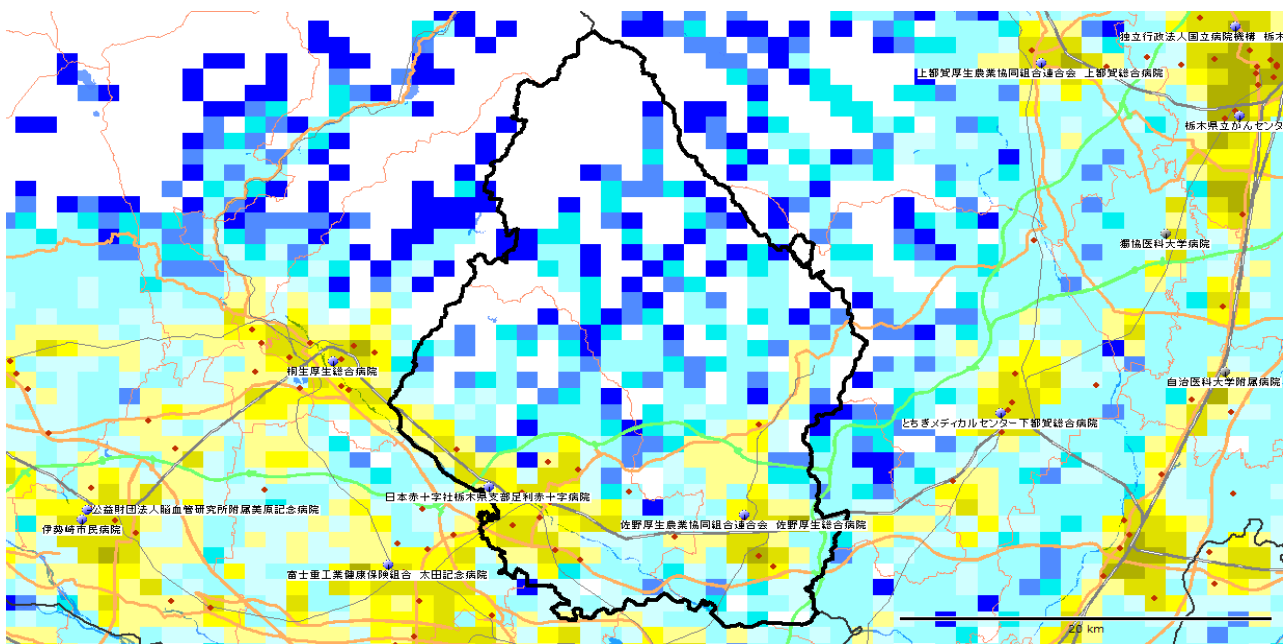 独立行政法人国立病院機構 栃木
上都賀厚生農業協同組合連合会 上都賀総合病院
栃木県立がんセンタ
獨協医科大学病院
桐生厚生総合病院
自治医科大学附属病院
とちぎメディカルセンター下都賀総合病院
日本赤十字社栃木県支部足利赤十字病院
公益財団法人脳血管研究所附属美原記念病院
伊勢崎市民病院
佐野厚生農業協同組合連合会 佐野厚生総合病院
富士重工業健康保険組合 太田記念病院
20 km